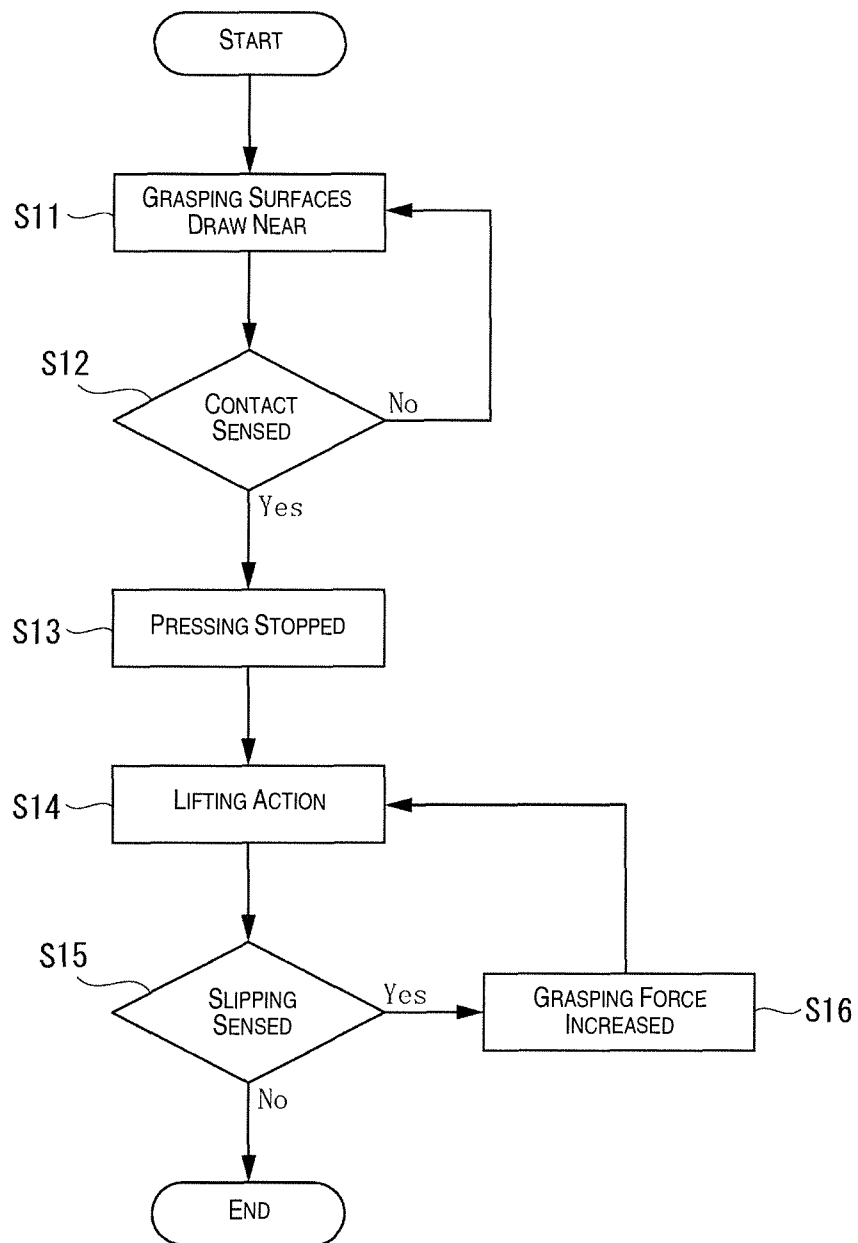 START
GRASPING SURFACES
DRAW NEAR
S11
S12
CONTACT
SENSED
No
Yes
S13
PRESSING STOPPED
S14
LIFTING ACTION
S15
SLIPPING
SENSED
Yes
GRASPING FORCE
INCREASED
S16
No
END